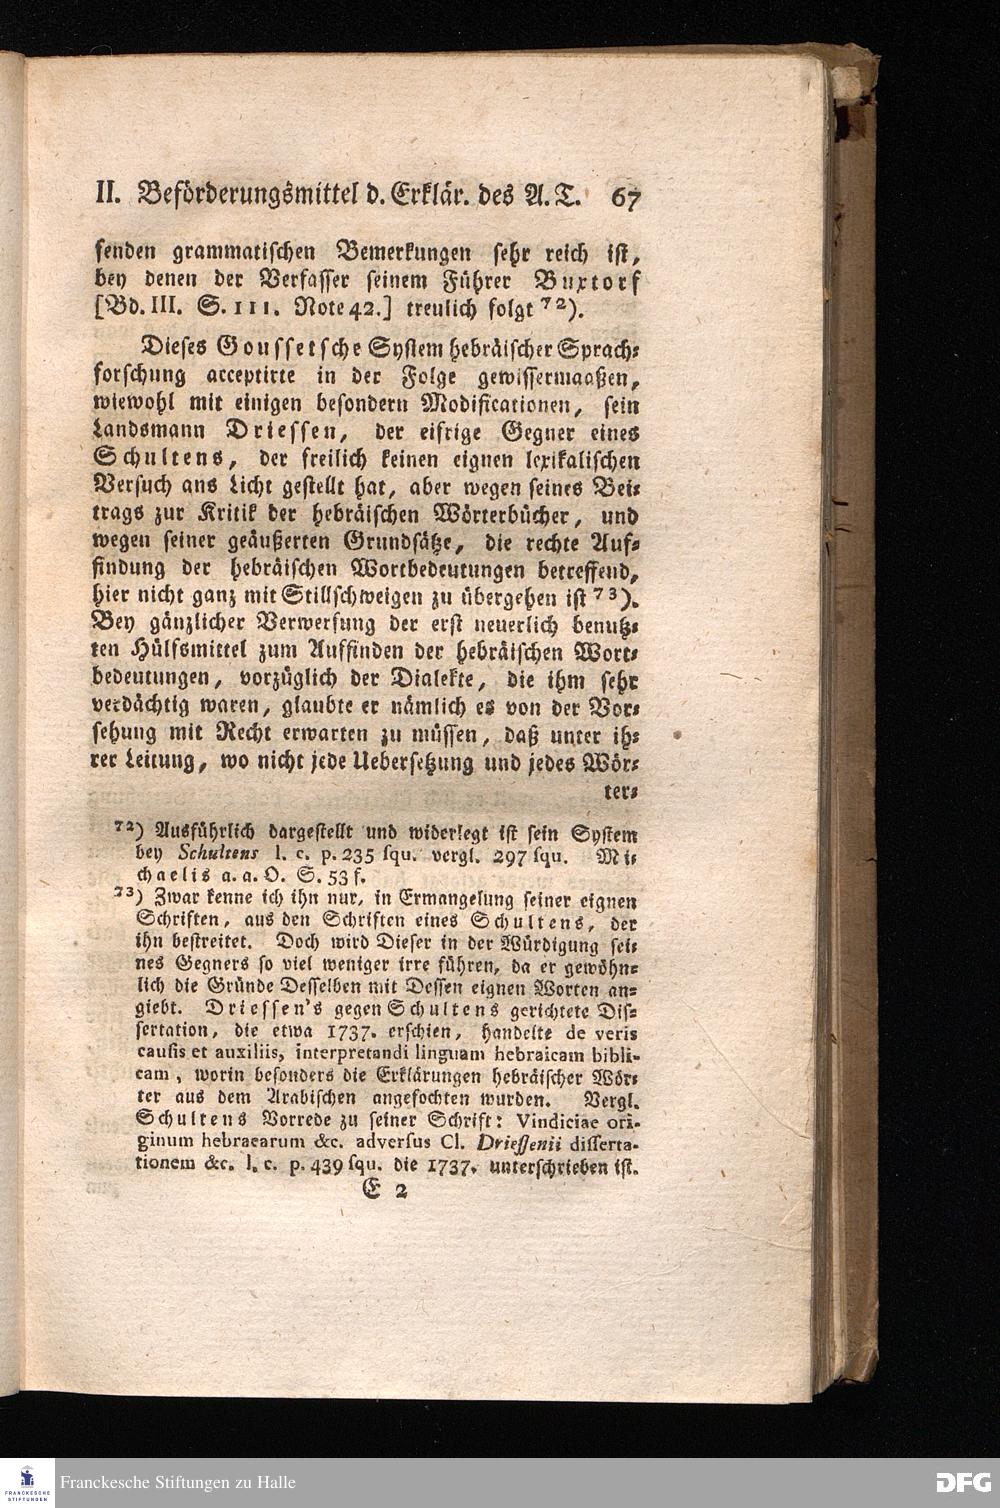 II. Beförderungsmittel d. Erklär. des A. T. 67
senden grammatischen Bemerkungen sehr reich ist,
bey denen der Verfasser seinem Führer Buxtorf
[Bd. III. S. 111. Note 42.] treulich folgt 72).
Dieses Goussetsche System hebräischer Sprach-
forschung acceptirte in der Folge gewissermaaßen,
wiewohl mit einigen besondern Modificationen, sein
Landsmann Driessen, der eifrige Gegner eines
Schultens, der freilich keinen eignen lexikalischen
Versuch ans Licht gestellt hat, aber wegen seines Bei-
trags zur Kritik der hebräischen Wörterbücher, und
wegen seiner geäußerten Grundsätze, die rechte Auf-
findung der hebräischen Wortbedeutungen betreffend,
hier nicht ganz mit Stillschweigen zu übergehen ist 73).
Bey gänzlicher Verwerfung der erst neuerlich benutz-
ten Hülfsmittel zum Auffinden der hebräischen Wort-
bedeutungen, vorzüglich der Dialekte, die ihm sehr
verdächtig waren, glaubte er nämlich es von der Vor-
sehung mit Recht erwarten zu müssen, daß unter ih-
rer Leitung, wo nicht jede Uebersetzung und jedes Wör-
ter-
72) Ausführlich dargestellt und widerlegt ist sein System
bey Schultens l. c. p. 235 squ. vergl. 297 squ. Mi-
chaelis a. a. O. S. 53 f.
73) Zwar kenne ich ihn nur, in Ermangelung seiner eignen
Schriften, aus den Schriften eines Schultens, der
ihn bestreitet. Doch wird Dieser in der Würdigung sei-
nes Gegners so viel weniger irre führen, da er gewöhn-
lich die Gründe Desselben mit Dessen eignen Worten an-
giebt. Driessen's gegen Schultens gerichtete Dis-
sertation, die etwa 1737. erschien, handelte de veris
causis et auxiliis, interpretandi linguam hebraicam bibli-
cam, worin besonders die Erklärungen hebräischer Wör-
ter aus dem Arabischen angefochten wurden. Vergl.
Schultens Vorrede zu seiner Schrift: Vindiciae ori-
ginum hebraearum &c. adversus Cl. Driessenii disserta-
tionem &c. l. c. p. 439 squ. die 1737. unterschrieben ist.
E 2
FRANCKESCHE STIFTUNGEN
Franckesche Stiftungen zu Halle
DFG